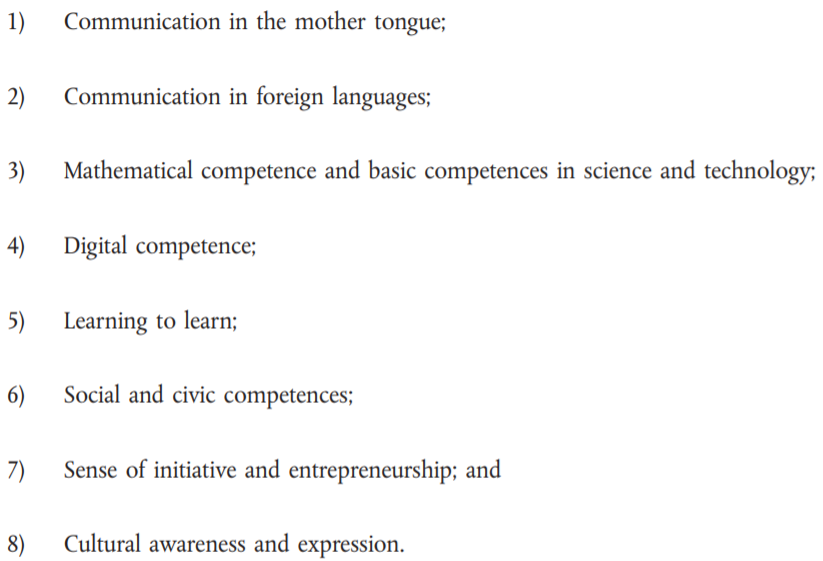 1) Communication in the mother tongue;
2) Communication in foreign languages;
3) Mathematical competence and basic competences in science and technology;
4) Digital competence;
5) Learning to learn;
6) Social and civic competences;
7) Sense of initiative and entrepreneurship; and
8) Cultural awareness and expression.